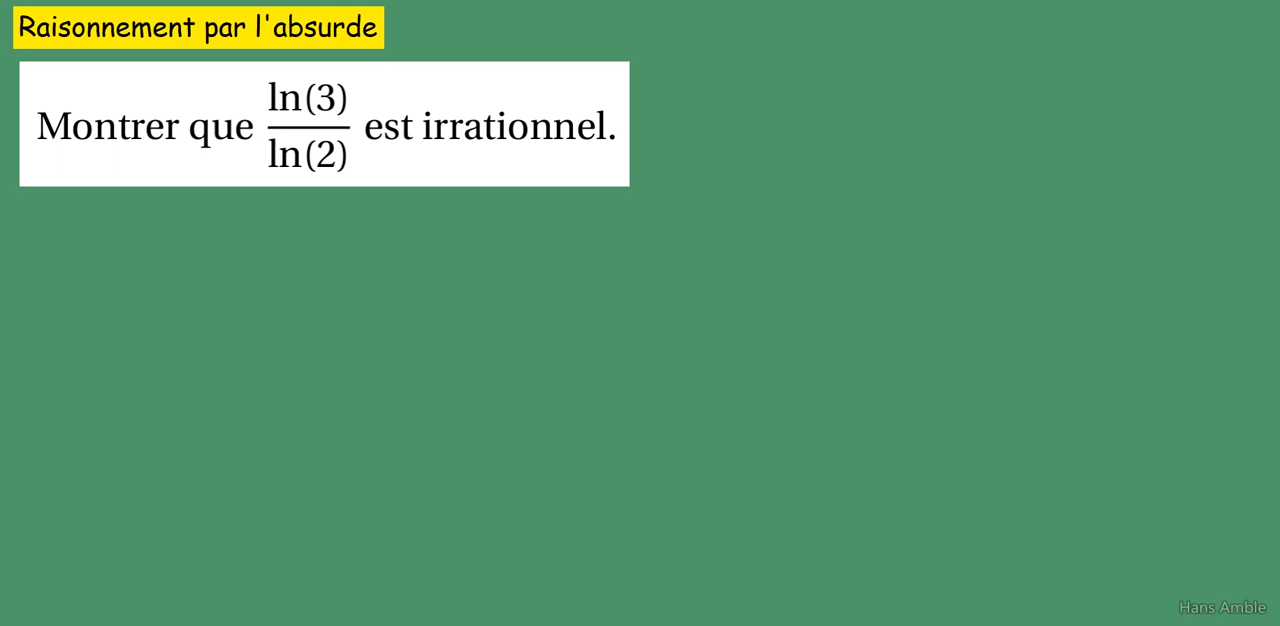 Raisonnement par l'absurde
Montrer que ln(3)/ln(2) est irrationnel.
Hans Amble